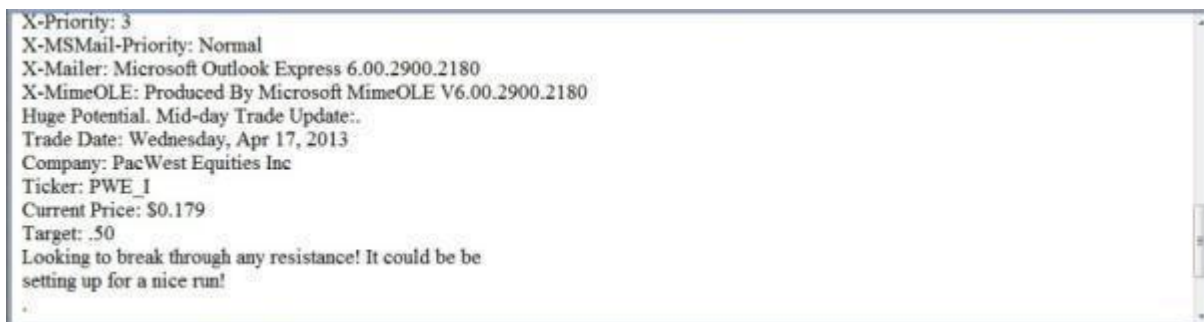 X-Priority: 3
X-MSMail-Priority: Normal
X-Mailer: Microsoft Outlook Express 6.00.2900.2180
X-MimeOLE: Produced By Microsoft MimeOLE V6.00.2900.2180
Huge Potential. Mid-day Trade Update:.
Trade Date: Wednesday, Apr 17, 2013
Company: PacWest Equities Inc
Ticker: PWE_I
Current Price: $0.179
Target: .50
Looking to break through any resistance! It could be be
setting up for a nice run!
.